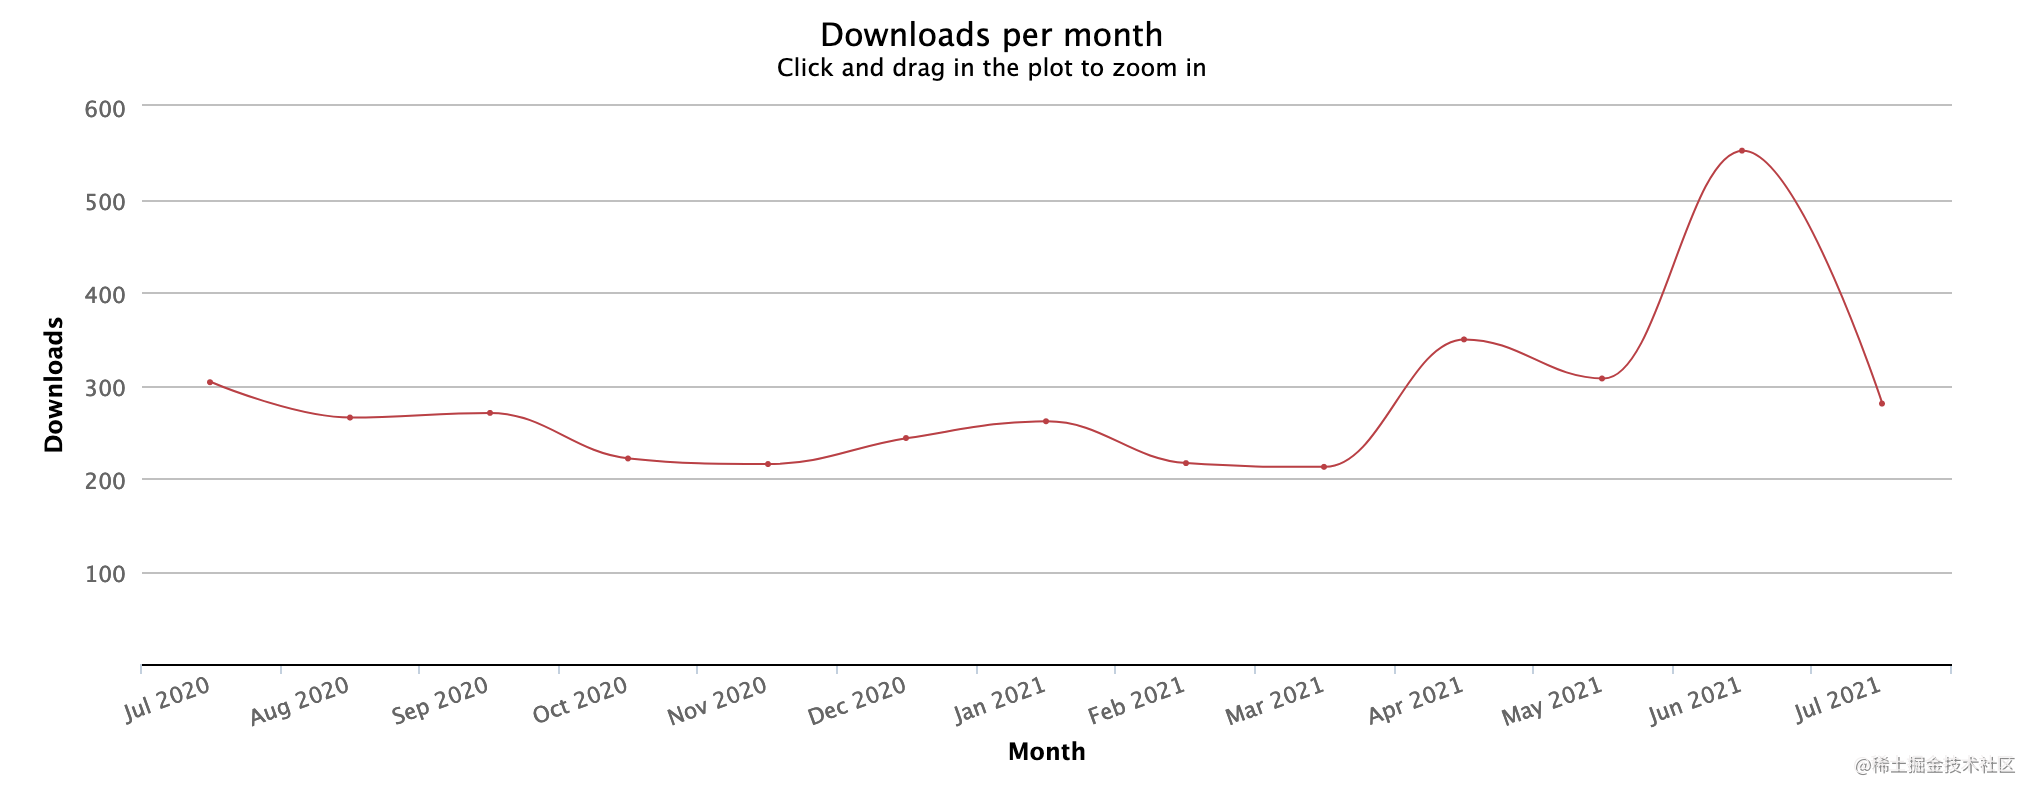 Downloads per month
Click and drag in the plot to zoom in
600
500
400
300
200
100
Downloads
Jul 2020
Aug 2020
Sep 2020
Oct 2020
Nov 2020
Dec 2020
Jan 2021
Feb 2021
Mar 2021
Apr 2021
May 2021
Jun 2021
Jul 2021
Month
@稀土掘金技术社区